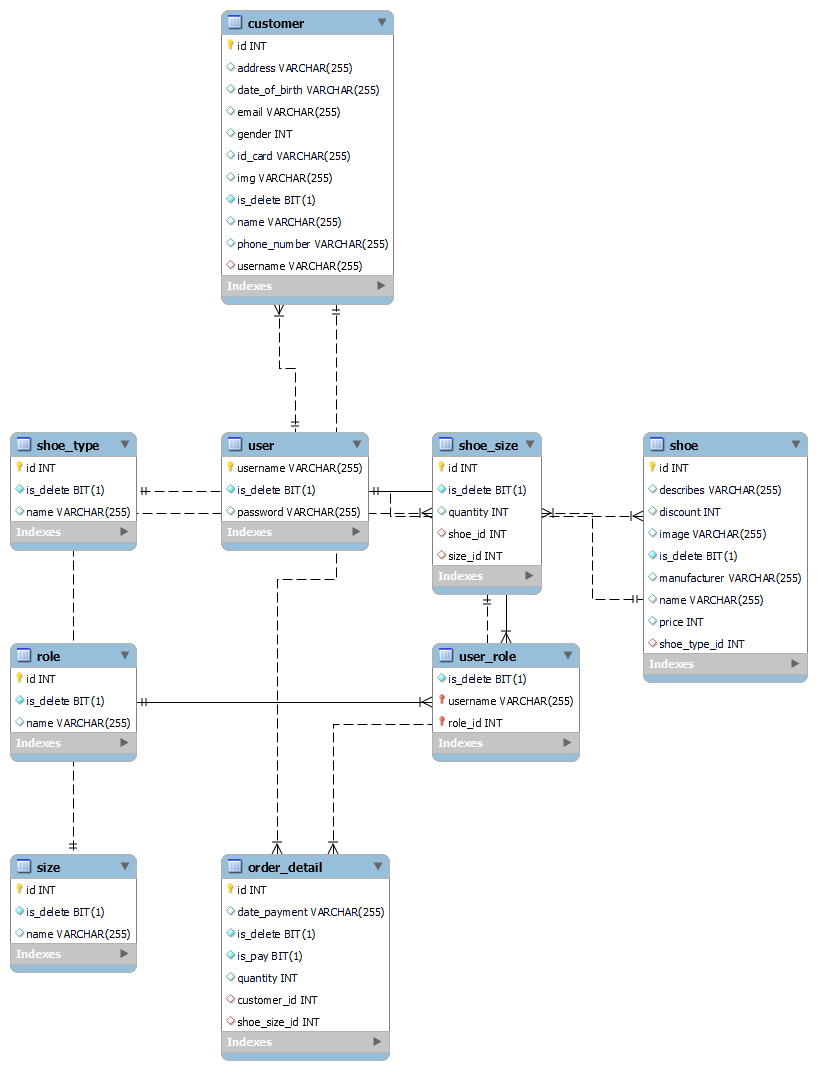 customer
id INT
address VARCHAR(255)
date_of_birth VARCHAR(255)
email VARCHAR(255)
gender INT
id_card VARCHAR(255)
img VARCHAR(255)
is_delete BIT(1)
name VARCHAR(255)
phone_number VARCHAR(255)
username VARCHAR(255)
Indexes
shoe_type
id INT
is_delete BIT(1)
name VARCHAR(255)
Indexes
user
username VARCHAR(255)
is_delete BIT(1)
password VARCHAR(255)
Indexes
shoe_size
id INT
is_delete BIT(1)
quantity INT
shoe_id INT
size_id INT
Indexes
shoe
id INT
describes VARCHAR(255)
discount INT
image VARCHAR(255)
is_delete BIT(1)
manufacturer VARCHAR(255)
name VARCHAR(255)
price INT
shoe_type_id INT
Indexes
role
id INT
is_delete BIT(1)
name VARCHAR(255)
Indexes
user_role
is_delete BIT(1)
username VARCHAR(255)
role_id INT
Indexes
size
id INT
is_delete BIT(1)
name VARCHAR(255)
Indexes
order_detail
id INT
date_payment VARCHAR(255)
is_delete BIT(1)
is_pay BIT(1)
quantity INT
customer_id INT
shoe_size_id INT
Indexes